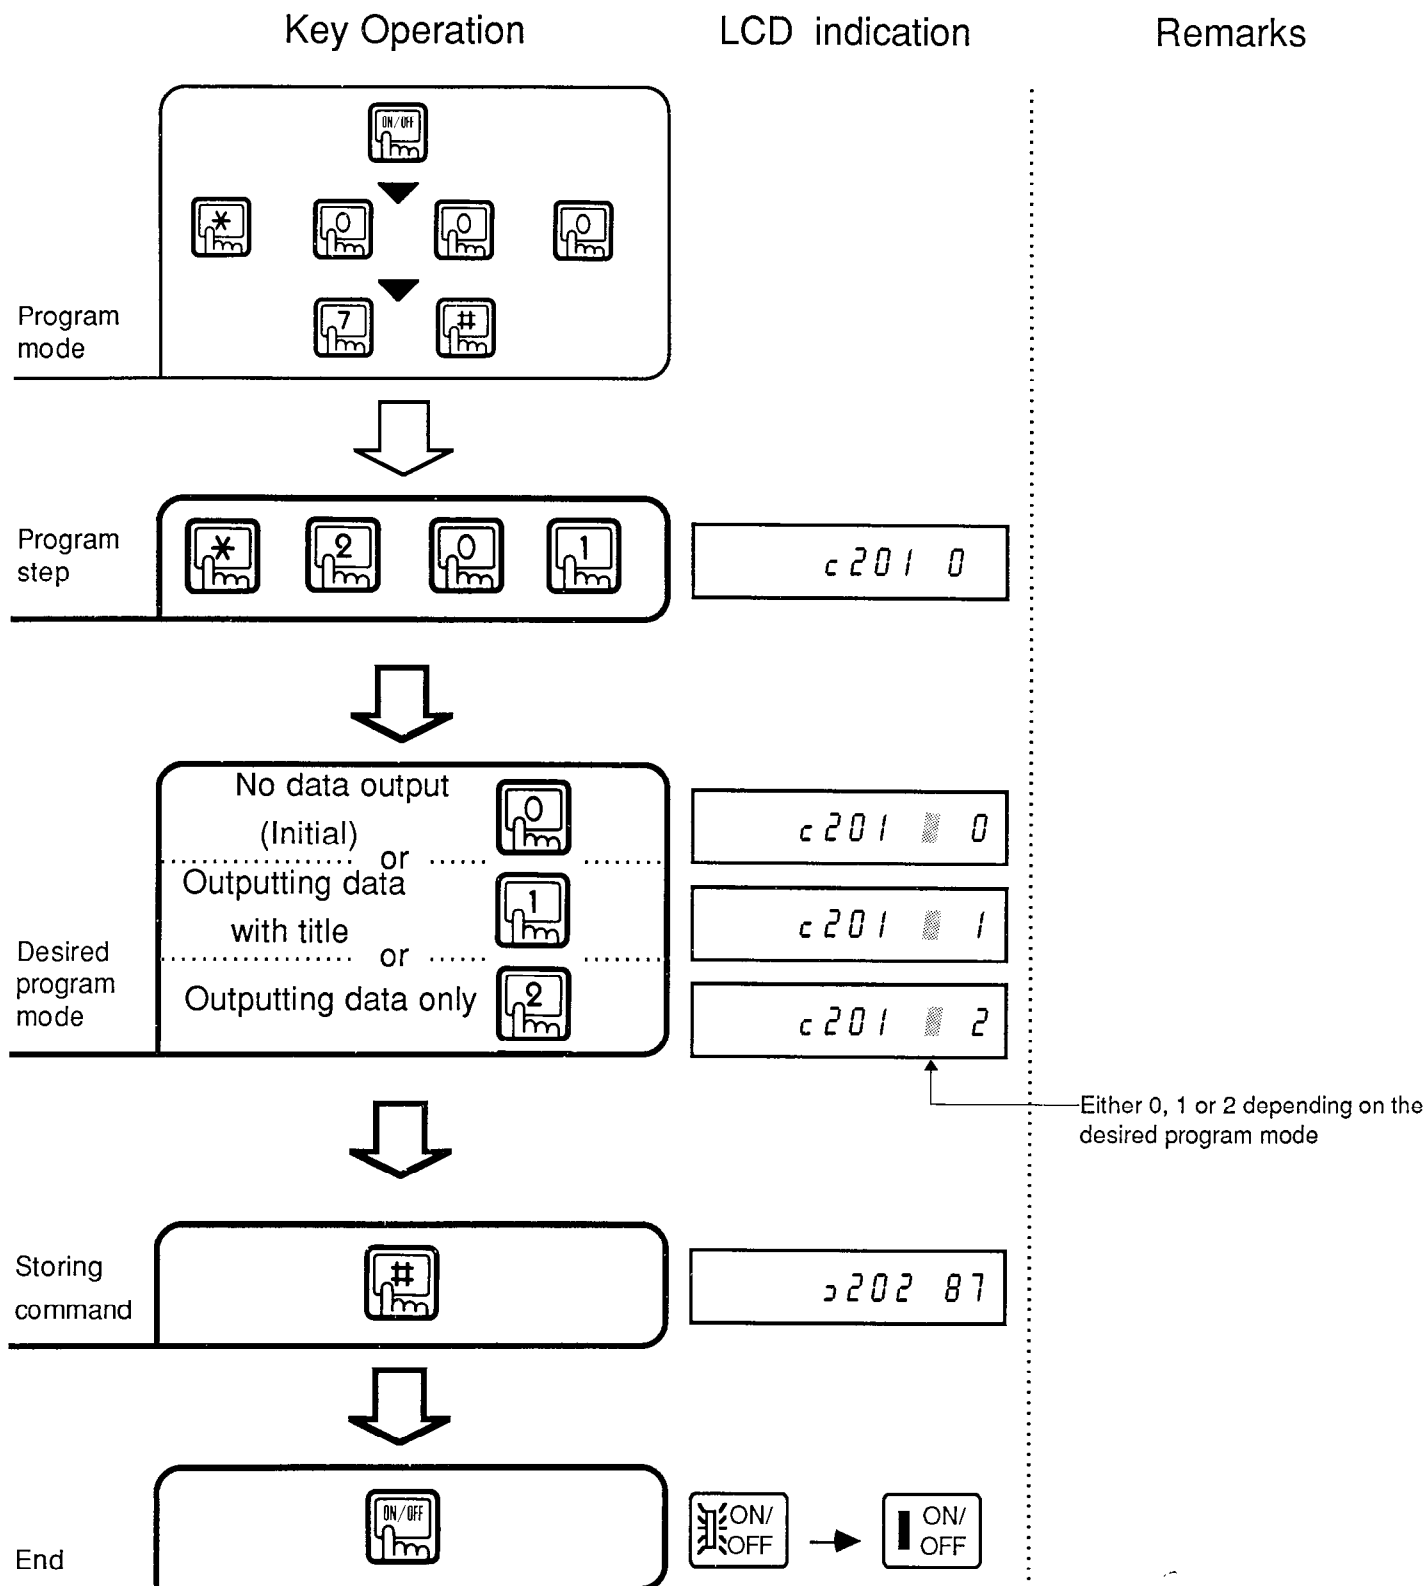 Key Operation LCD indication Remarks
ON/OFF
* 0 0 0
Program
mode
7 #
Program
step
* 2 0 1
c201 0
No data output
(Initial)
0
c201 0
or
Outputting data
with title
1
c201 1
or
Outputting data only
2
c201 2
Desired
program
mode
Either 0, 1 or 2 depending on the
desired program mode
Storing
command
#
ɔ202 87
End
ON/OFF
ON/
OFF
ON/
OFF